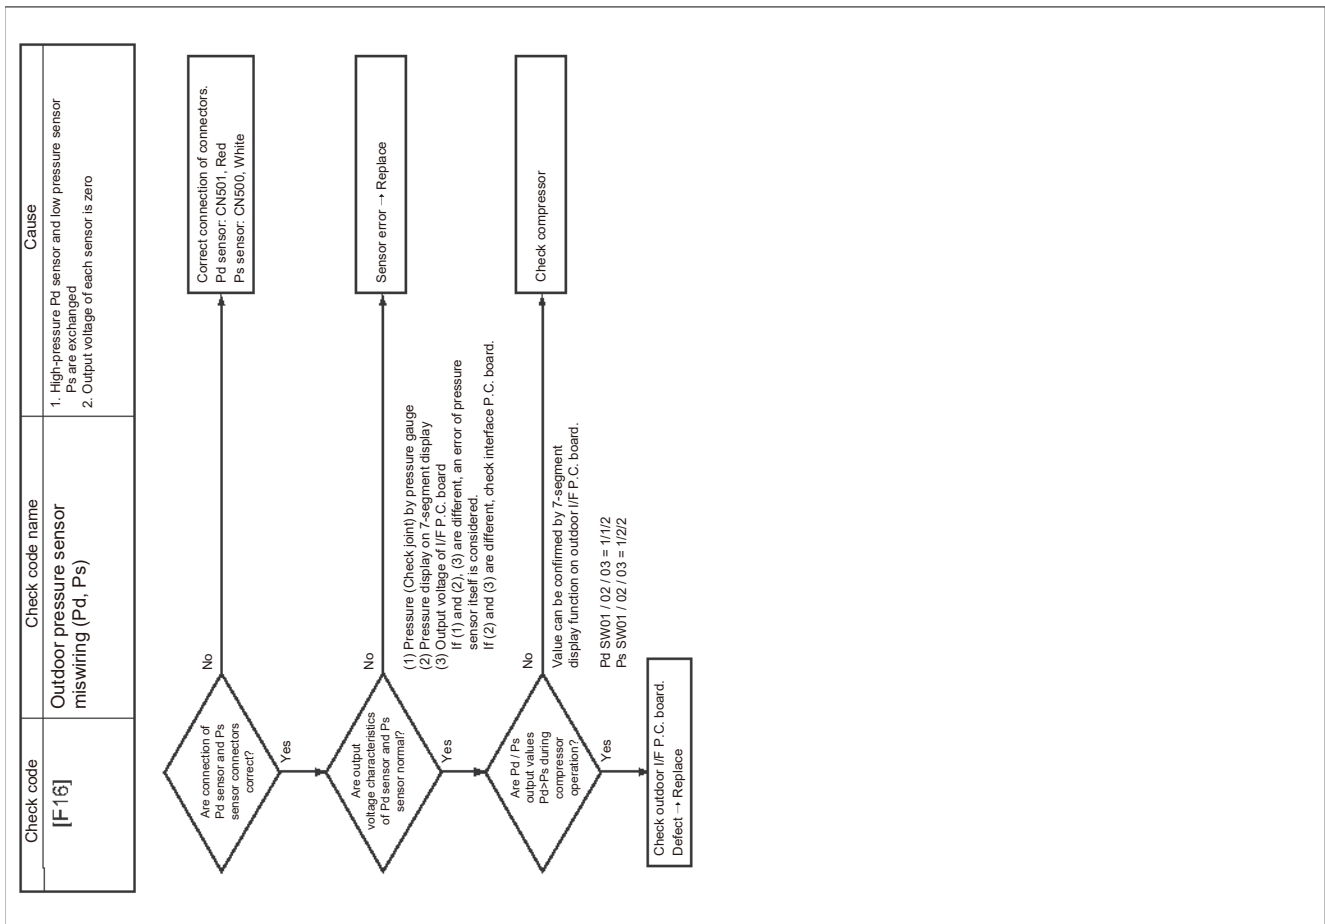 Check code
Check code name
Cause
[F16]
Outdoor pressure sensor
miswiring (Pd, Ps)
1. High-pressure Pd sensor and low pressure sensor
Ps are exchanged
2. Output voltage of each sensor is zero
Are connection of
Pd sensor and Ps
sensor connectors
correct?
No
Correct connection of connectors.
Pd sensor: CN501, Red
Ps sensor: CN500, White
Yes
Are output
voltage characteristics
of Pd sensor and Ps
sensor normal?
No
Sensor error → Replace
(1) Pressure (Check joint) by pressure gauge
(2) Pressure display on 7-segment display
(3) Output voltage of I/F P.C. board
If (1) and (2), (3) are different, an error of pressure
sensor itself is considered.
If (2) and (3) are different, check interface P.C. board.
Yes
Are Pd / Ps
output values
Pd>Ps during
compressor
operation?
No
Check compressor
Value can be confirmed by 7-segment
display function on outdoor I/F P.C. board.
Pd SW01 / 02 / 03 = 1/1/2
Ps SW01 / 02 / 03 = 1/2/2
Yes
Check outdoor I/F P.C. board.
Defect → Replace